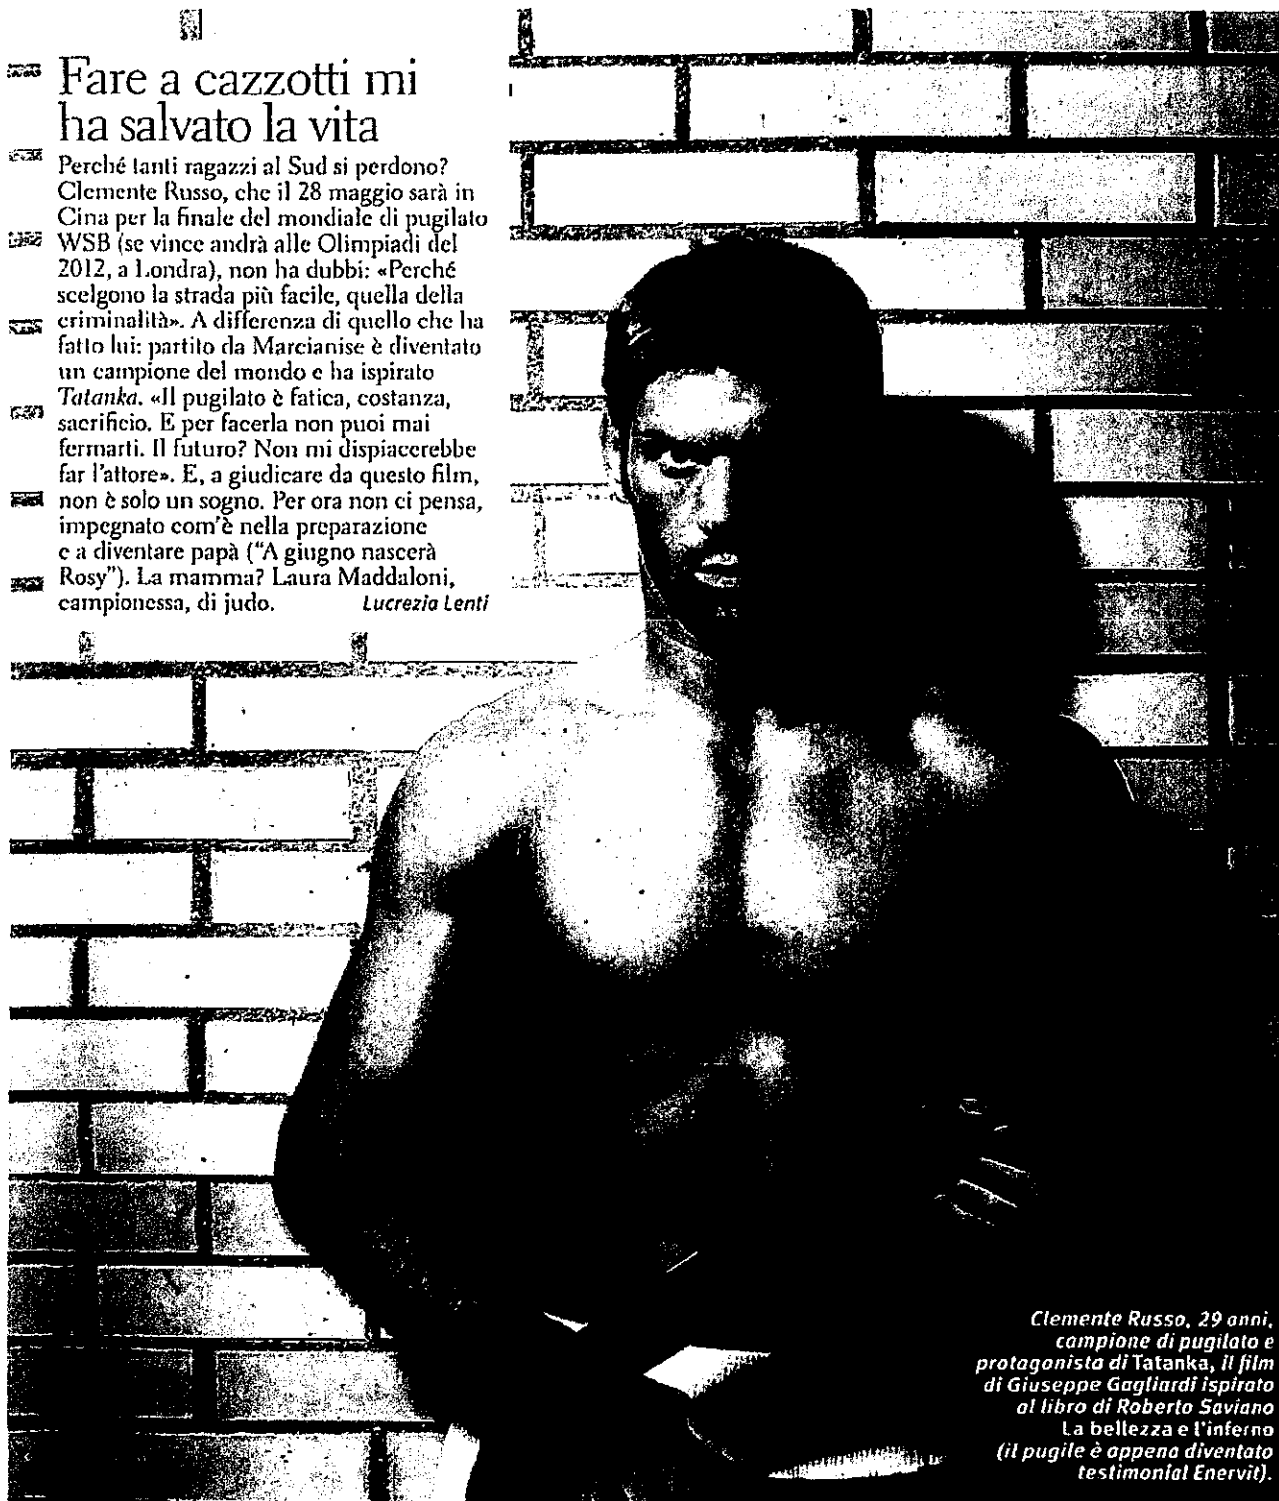 Fare a cazzotti mi
ha salvato la vita
Perché tanti ragazzi al Sud si perdono?
Clemente Russo, che il 28 maggio sarà in
Cina per la finale del mondiale di pugilato
WSB (se vince andrà alle Olimpiadi del
2012, a Londra), non ha dubbi: «Perché
scelgono la strada più facile, quella della
criminalità». A differenza di quello che ha
fatto lui: partito da Marcianise è diventato
un campione del mondo e ha ispirato
Tatanka. «Il pugilato è fatica, costanza,
sacrificio. E per facerla non puoi mai
fermarti. Il futuro? Non mi dispiacerebbe
far l'attore». E, a giudicare da questo film,
non è solo un sogno. Per ora non ci pensa,
impegnato com'è nella preparazione
e a diventare papà ("A giugno nascerà
Rosy"). La mamma? Laura Maddaloni,
campionessa, di judo. Lucrezia Lenti
Clemente Russo, 29 anni,
campione di pugilato e
protagonista di Tatanka, il film
di Giuseppe Gagliardi ispirato
al libro di Roberto Saviano
La bellezza e l'inferno
(il pugile è appena diventato
testimonial Enervit).